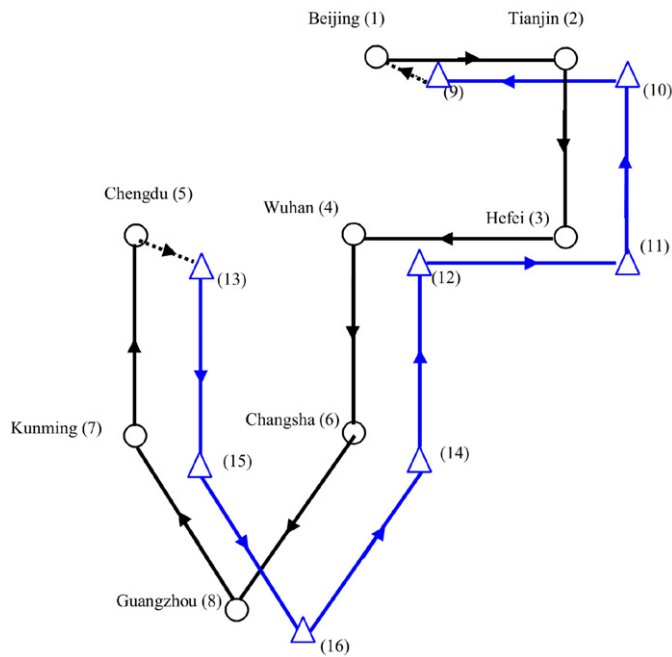 Beijing (1)
Tianjin (2)
(9)
(10)
Chengdu (5)
Wuhan (4)
Hefei (3)
(11)
(13)
(12)
Kunming (7)
Changsha (6)
(15)
(14)
Guangzhou (8)
(16)